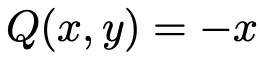 Q(x, y) = −x